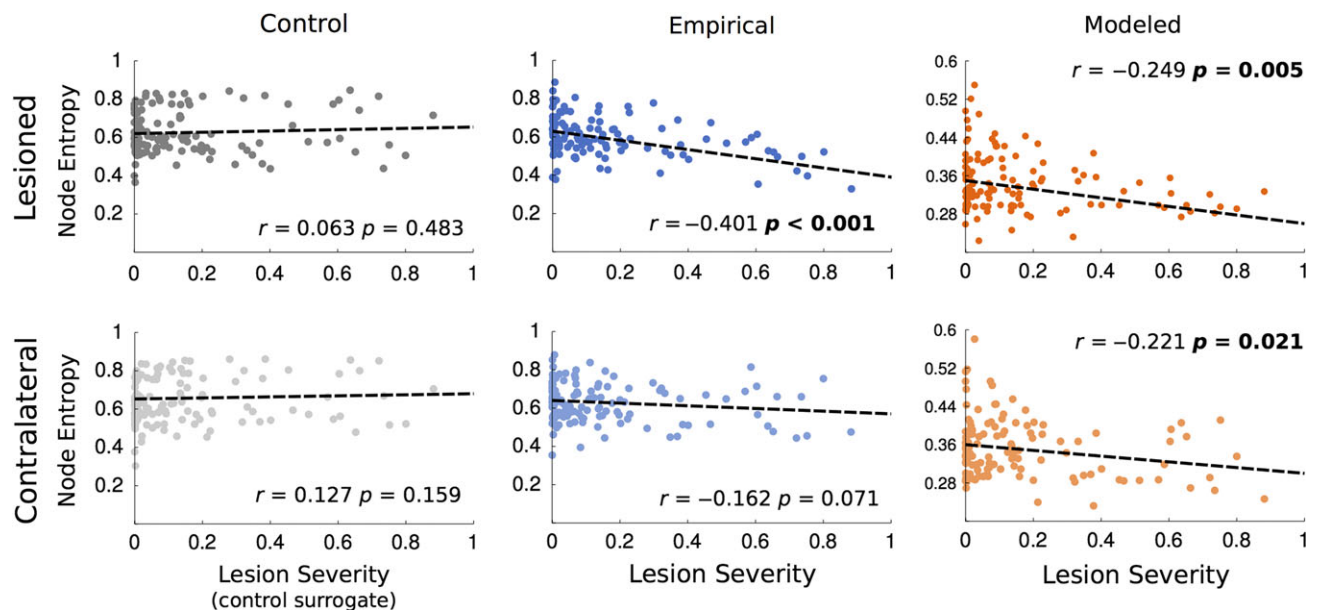 Control
Empirical
Modeled
Lesioned
Node Entropy
1
0.8
0.6
0.4
0.2
0 0.2 0.4 0.6 0.8 1
r = 0.063 p = 0.483
1
0.8
0.6
0.4
0.2
0 0.2 0.4 0.6 0.8 1
r = −0.401 p < 0.001
0.6
0.52
0.44
0.36
0.28
0 0.2 0.4 0.6 0.8 1
r = −0.249 p = 0.005
Contralateral
Node Entropy
1
0.8
0.6
0.4
0.2
0 0.2 0.4 0.6 0.8 1
r = 0.127 p = 0.159
Lesion Severity
(control surrogate)
1
0.8
0.6
0.4
0.2
0 0.2 0.4 0.6 0.8 1
r = −0.162 p = 0.071
Lesion Severity
0.6
0.52
0.44
0.36
0.28
0 0.2 0.4 0.6 0.8 1
r = −0.221 p = 0.021
Lesion Severity